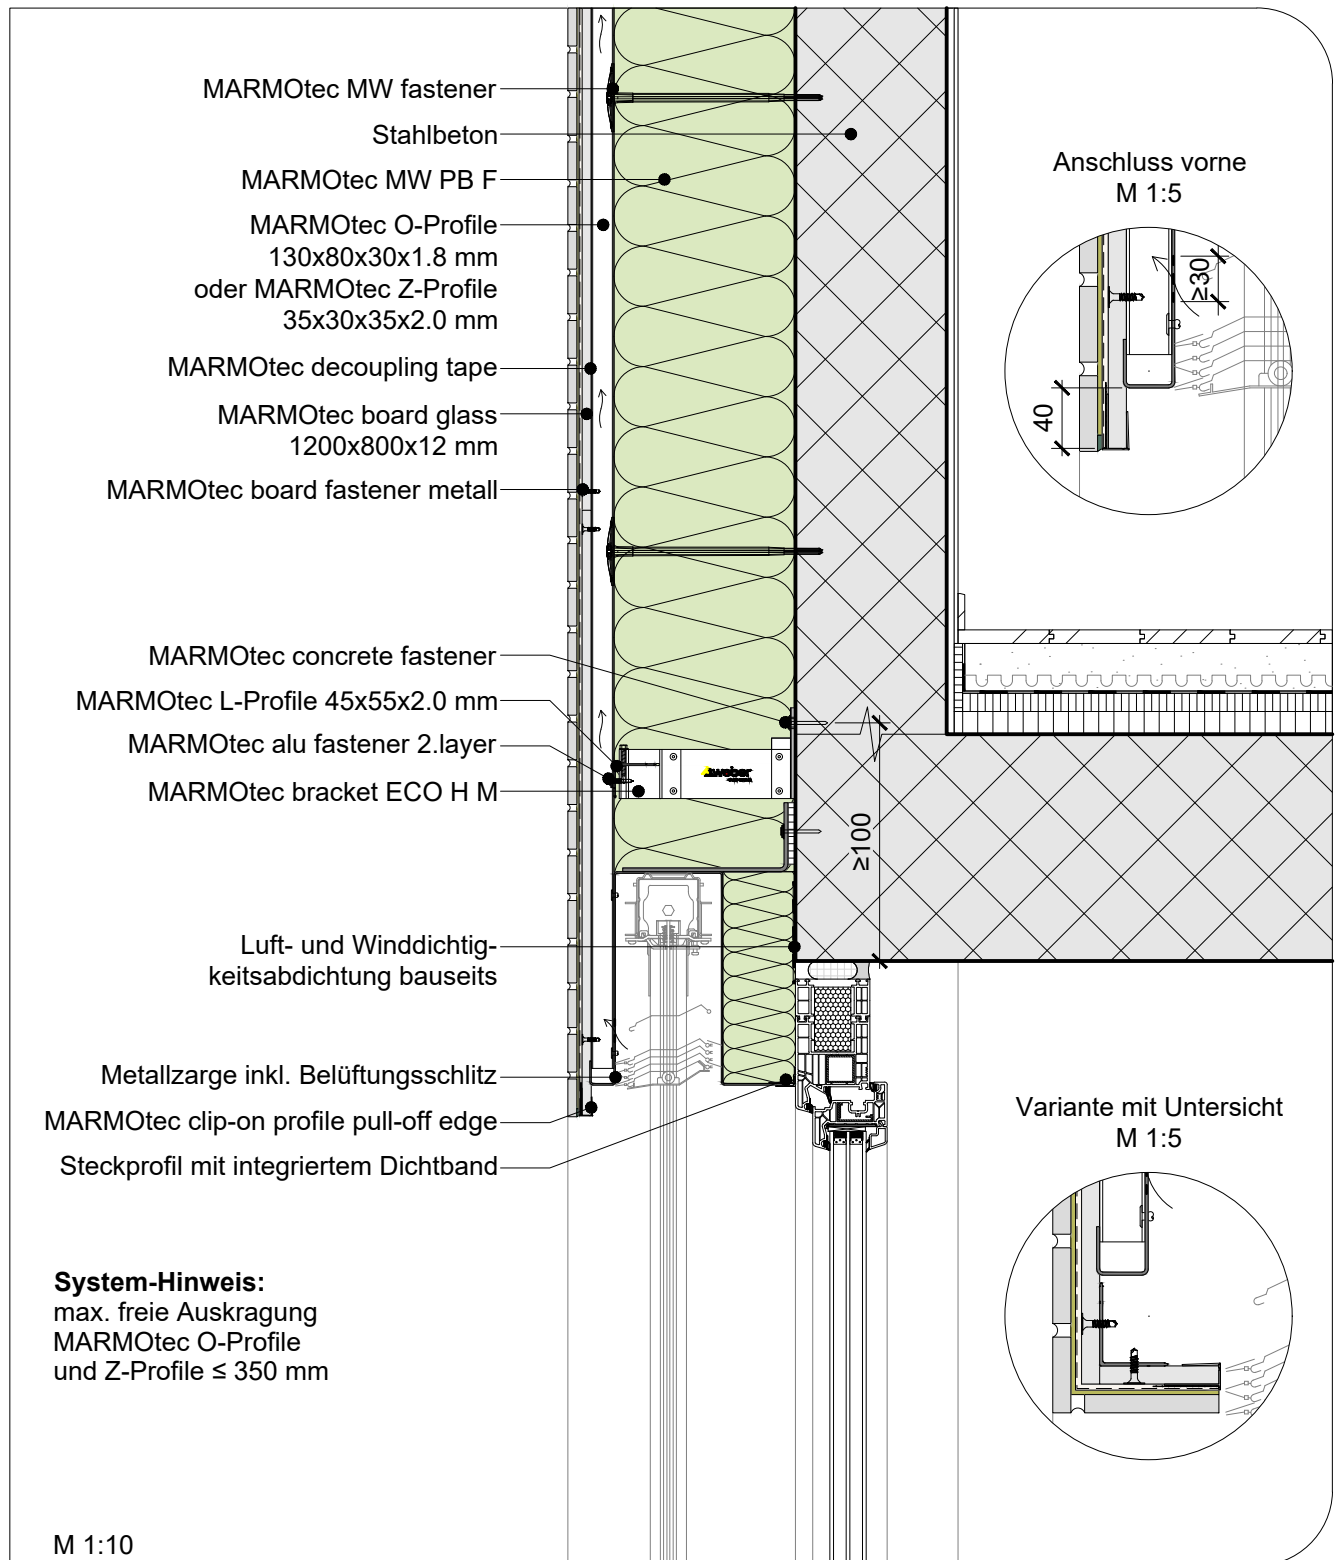 MARMOtec MW fastener
Stahlbeton
MARMOtec MW PB F
MARMOtec O-Profile
130x80x30x1.8 mm
oder MARMOtec Z-Profile
35x30x35x2.0 mm
MARMOtec decoupling tape
MARMOtec board glass
1200x800x12 mm
MARMOtec board fastener metall
MARMOtec concrete fastener
MARMOtec L-Profile 45x55x2.0 mm
MARMOtec alu fastener 2.layer
MARMOtec bracket ECO H M
weber
≥100
Luft- und Winddichtig-
keitsabdichtung bauseits
Metallzarge inkl. Belüftungsschlitz
MARMOtec clip-on profile pull-off edge
Steckprofil mit integriertem Dichtband
System-Hinweis:
max. freie Auskragung
MARMOtec O-Profile
und Z-Profile ≤ 350 mm
M 1:10
Anschluss vorne
M 1:5
≥30
40
Variante mit Untersicht
M 1:5